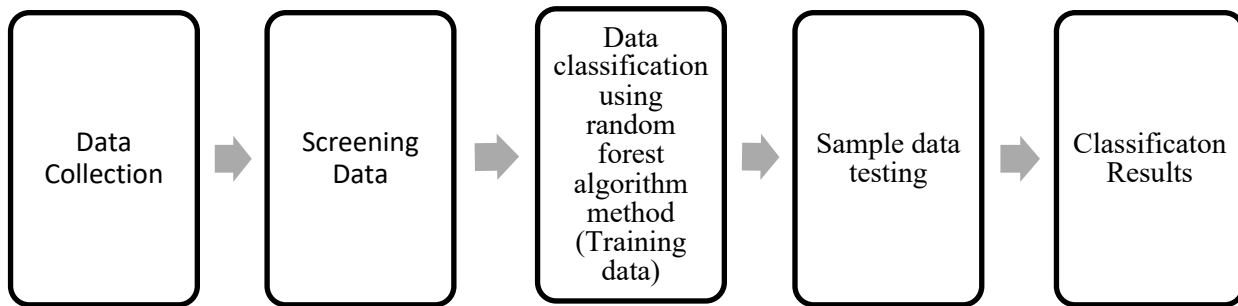 Data
Collection
Screening
Data
Data
classification
using
random
forest
algorithm
method
(Training
data)
Sample data
testing
Classificaton
Results